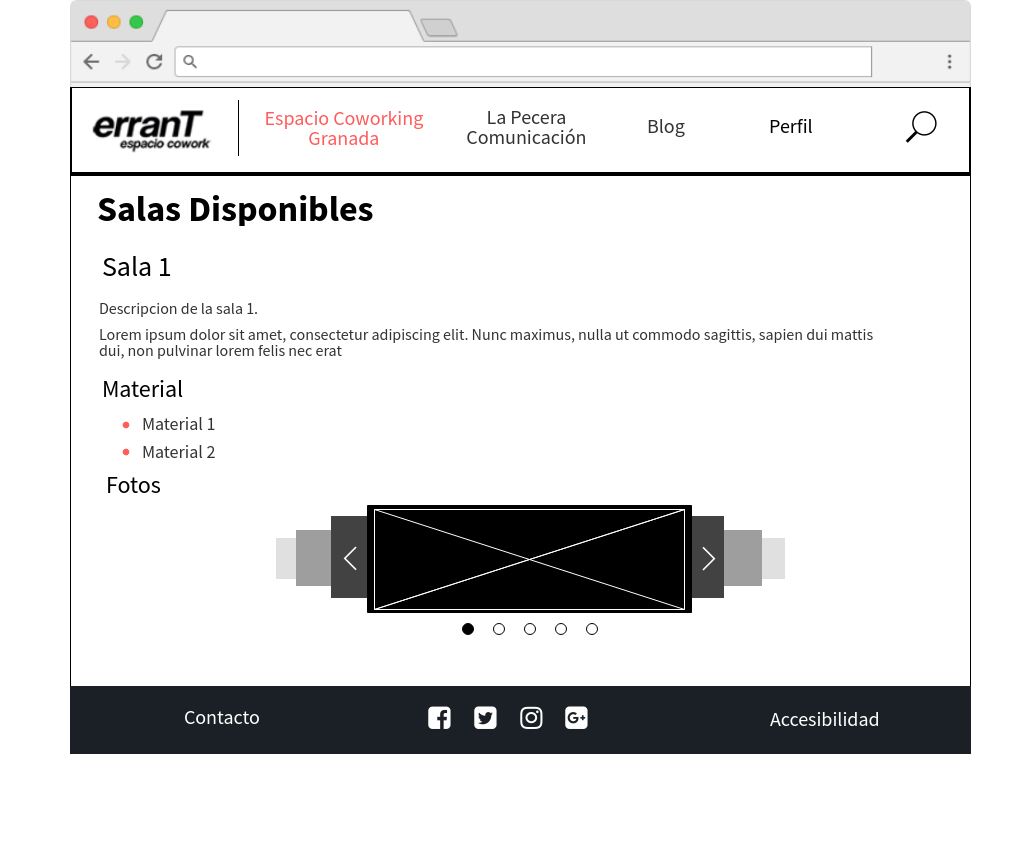 erranT
espacio cowork
Espacio Coworking
Granada
La Pecera
Comunicación
Blog
Perfil
Salas Disponibles
Sala 1
Descripcion de la sala 1.
Lorem ipsum dolor sit amet, consectetur adipiscing elit. Nunc maximus, nulla ut commodo sagittis, sapien dui mattis
dui, non pulvinar lorem felis nec erat
Material
Material 1
Material 2
Fotos
Contacto
G+
Accesibilidad